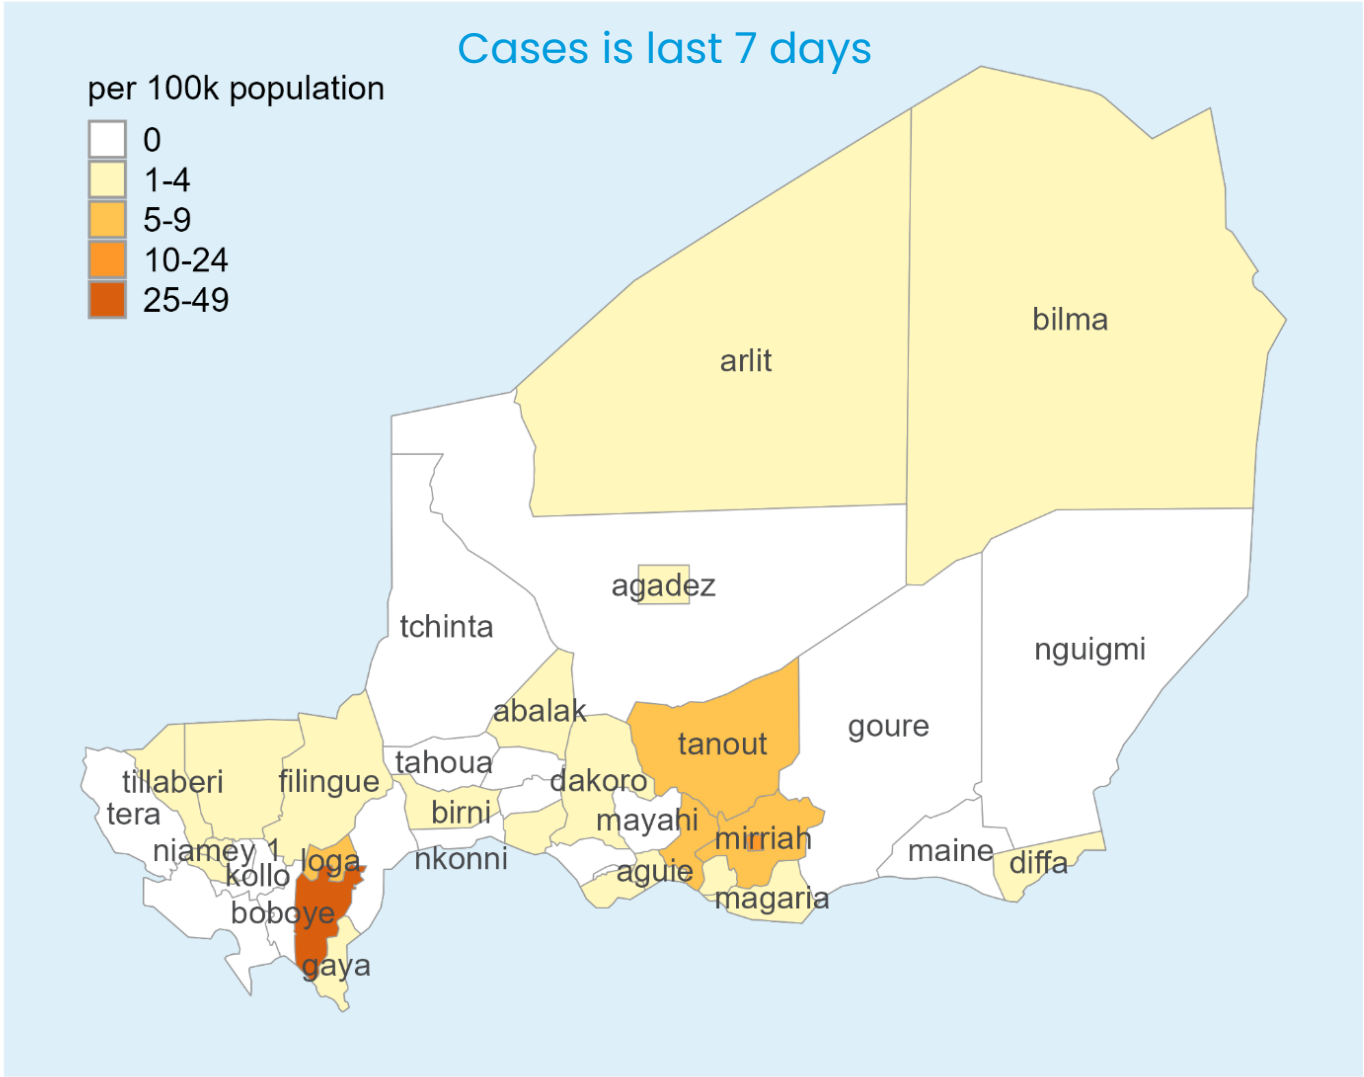 Cases is last 7 days
per 100k population
0
1-4
5-9
10-24
25-49
bilma
arlit
agadez
tchinta
nguigmi
abalak
goure
tanout
tahoua
tillaberi
filingue
dakoro
tera
birni
mayahi
mirriah
niamey 1
loga
nkonni
maine
diffa
kollo
aguie
magaria
boboye
gaya